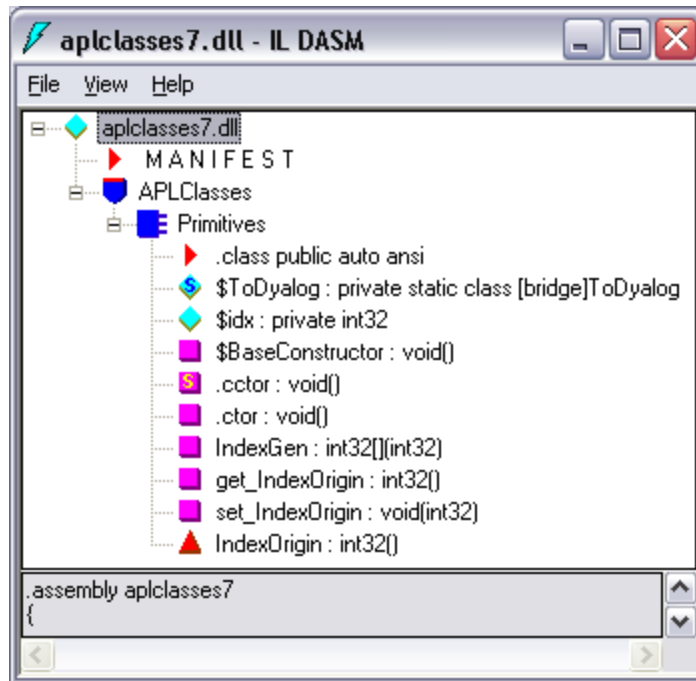 aplclasses7.dll - IL DASM
File View Help
aplclasses7.dll
M A N I F E S T
APLClasses
Primitives
.class public auto ansi
$ToDyalog : private static class [bridge]ToDyalog
$idx : private int32
$BaseConstructor : void()
.cctor : void()
.ctor : void()
IndexGen : int32[](int32)
get_IndexOrigin : int32()
set_IndexOrigin : void(int32)
IndexOrigin : int32()
.assembly aplclasses7
{